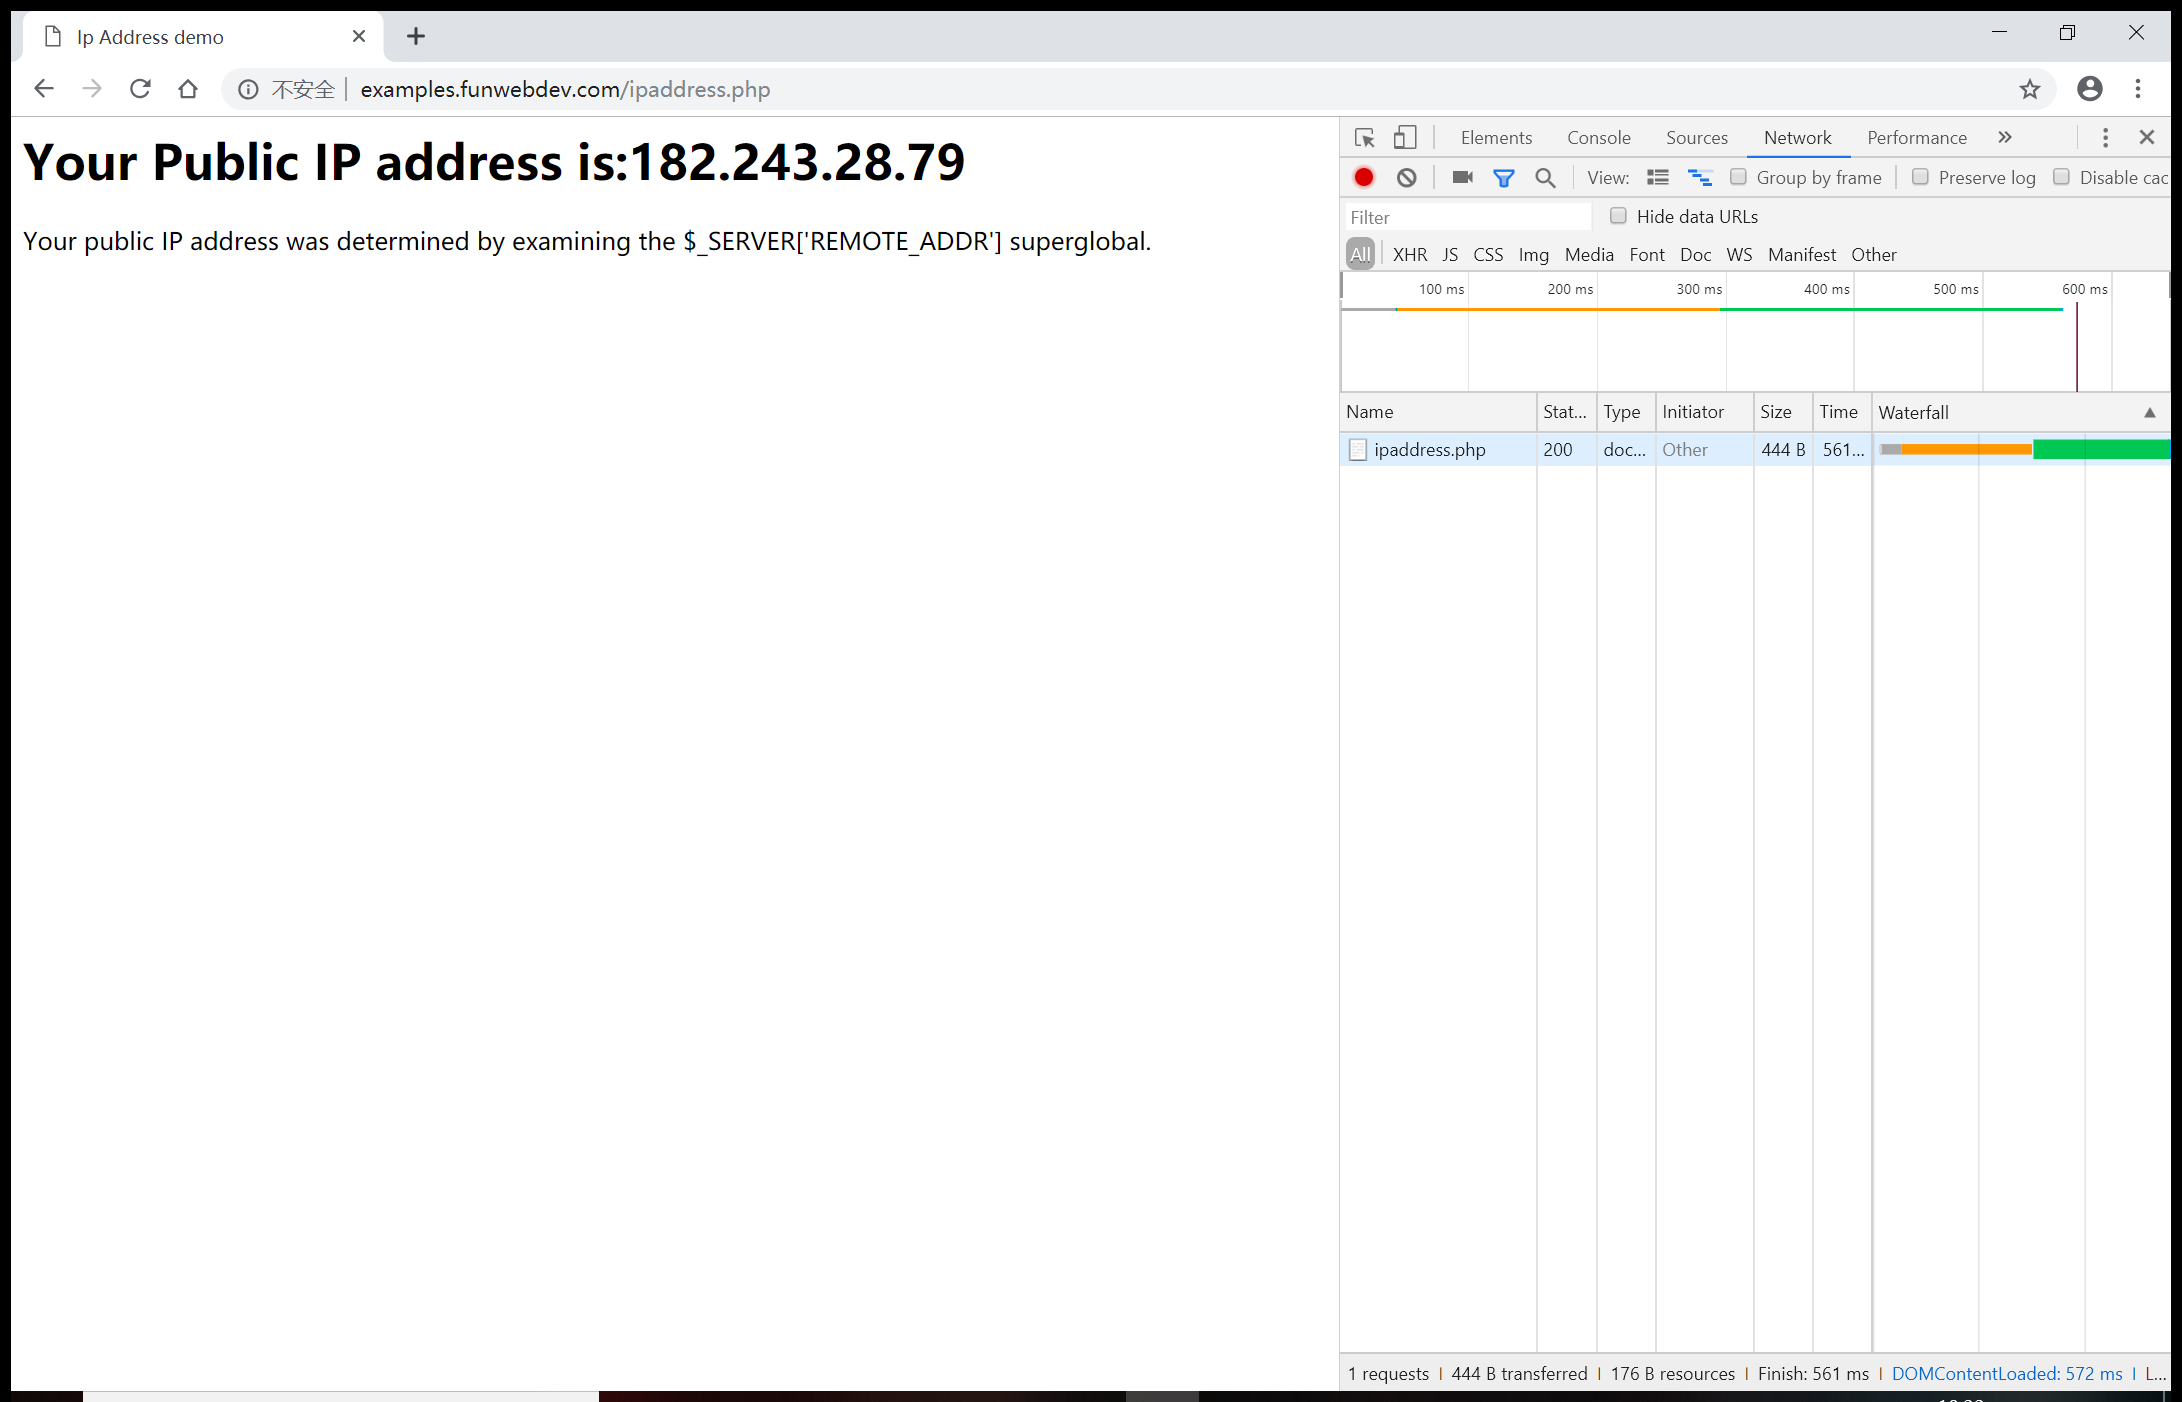 Ip Address demo
不安全 | examples.funwebdev.com/ipaddress.php
Your Public IP address is:182.243.28.79
Your public IP address was determined by examining the $_SERVER['REMOTE_ADDR'] superglobal.
Elements Console Sources Network Performance »
View: Group by frame Preserve log Disable cac
Filter Hide data URLs
All XHR JS CSS Img Media Font Doc WS Manifest Other
100 ms 200 ms 300 ms 400 ms 500 ms 600 ms
Name Stat... Type Initiator Size Time Waterfall
ipaddress.php 200 doc... Other 444 B 561...
1 requests | 444 B transferred | 176 B resources | Finish: 561 ms | DOMContentLoaded: 572 ms | L...